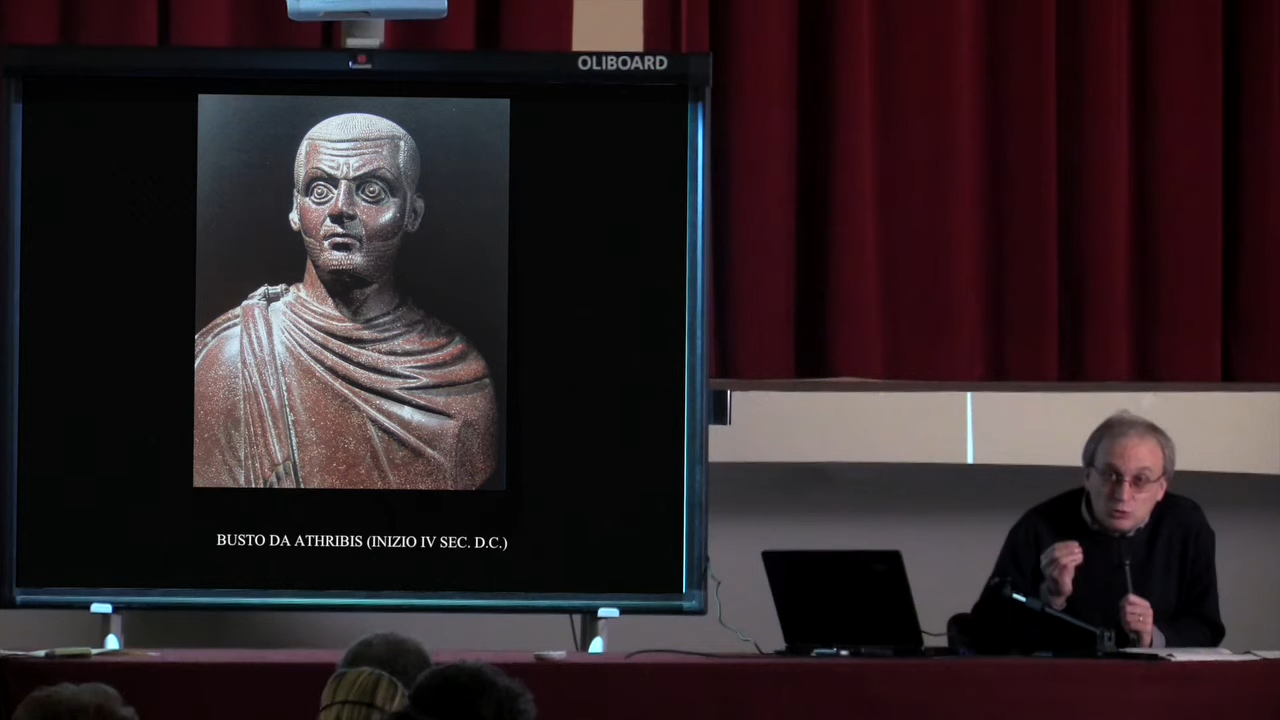 OLIBOARD
BUSTO DA ATHRIBIS (INIZIO IV SEC. D.C.)